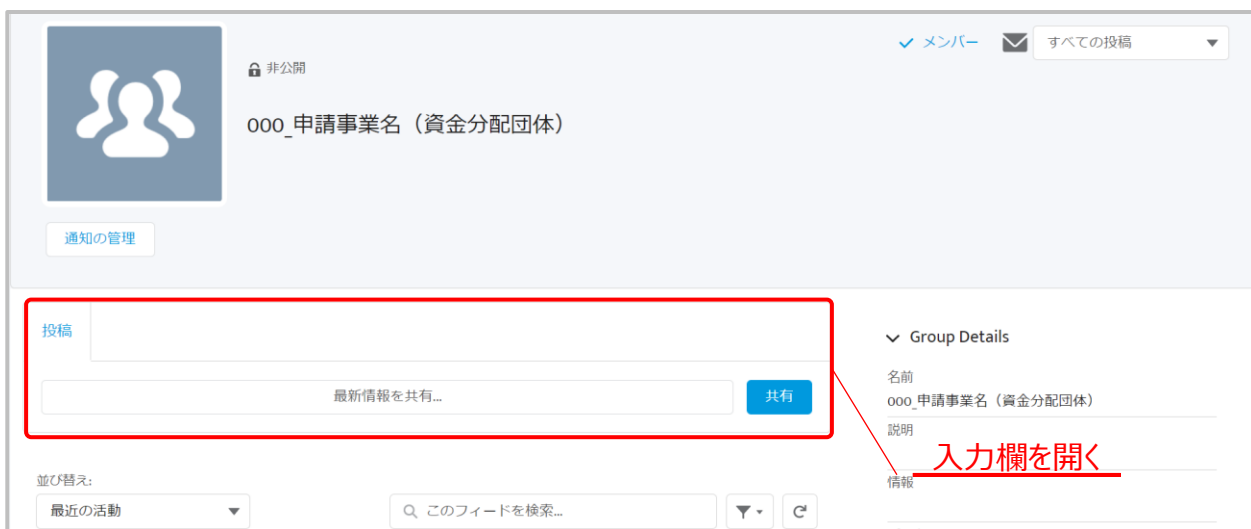 メンバー
すべての投稿
非公開
000_申請事業名（資金分配団体）
通知の管理
投稿
最新情報を共有...
共有
並び替え:
最近の活動
このフィードを検索...
Group Details
名前
000_申請事業名（資金分配団体）
説明
入力欄を開く
情報